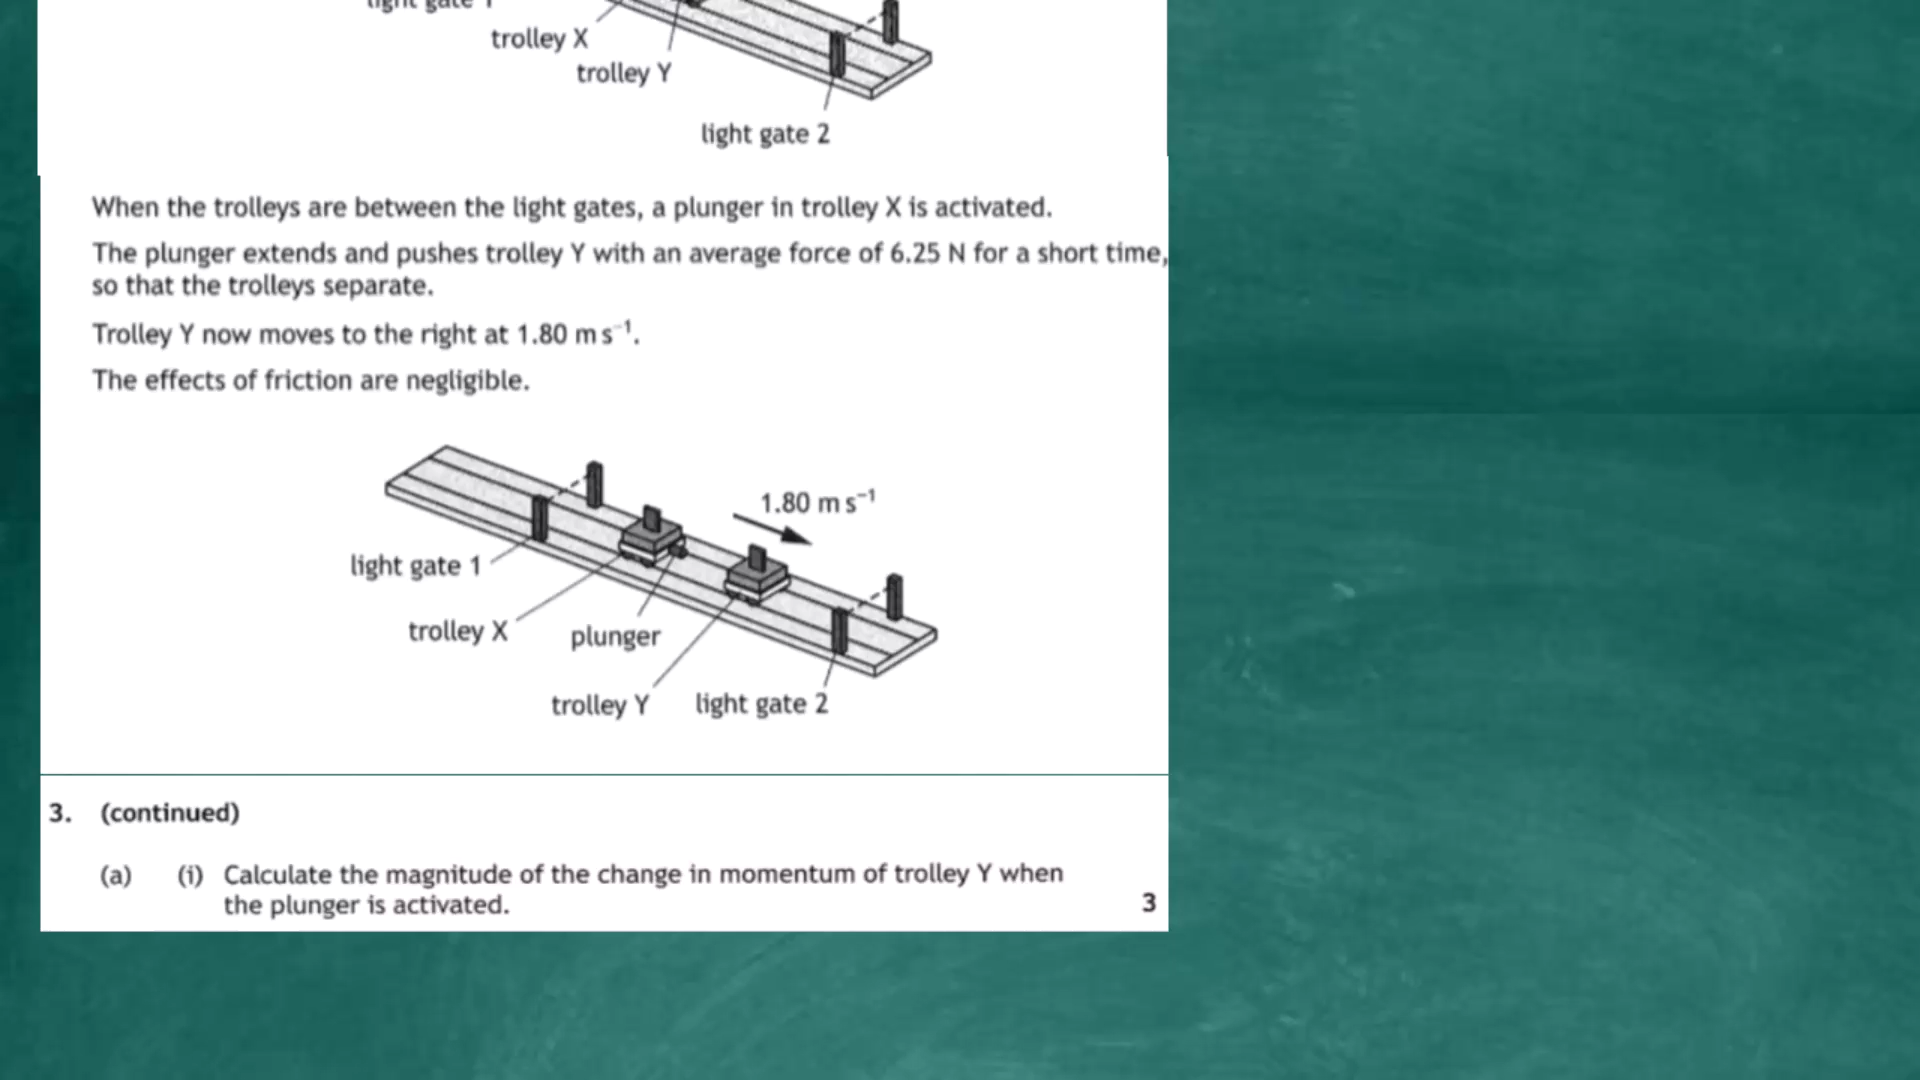 light gate 1
trolley X
trolley Y
light gate 2
When the trolleys are between the light gates, a plunger in trolley X is activated.
The plunger extends and pushes trolley Y with an average force of 6.25 N for a short time,
so that the trolleys separate.
Trolley Y now moves to the right at 1.80 m s⁻¹.
The effects of friction are negligible.
1.80 m s⁻¹
light gate 1
trolley X
plunger
trolley Y
light gate 2
3. (continued)
(a) (i) Calculate the magnitude of the change in momentum of trolley Y when
the plunger is activated. 3